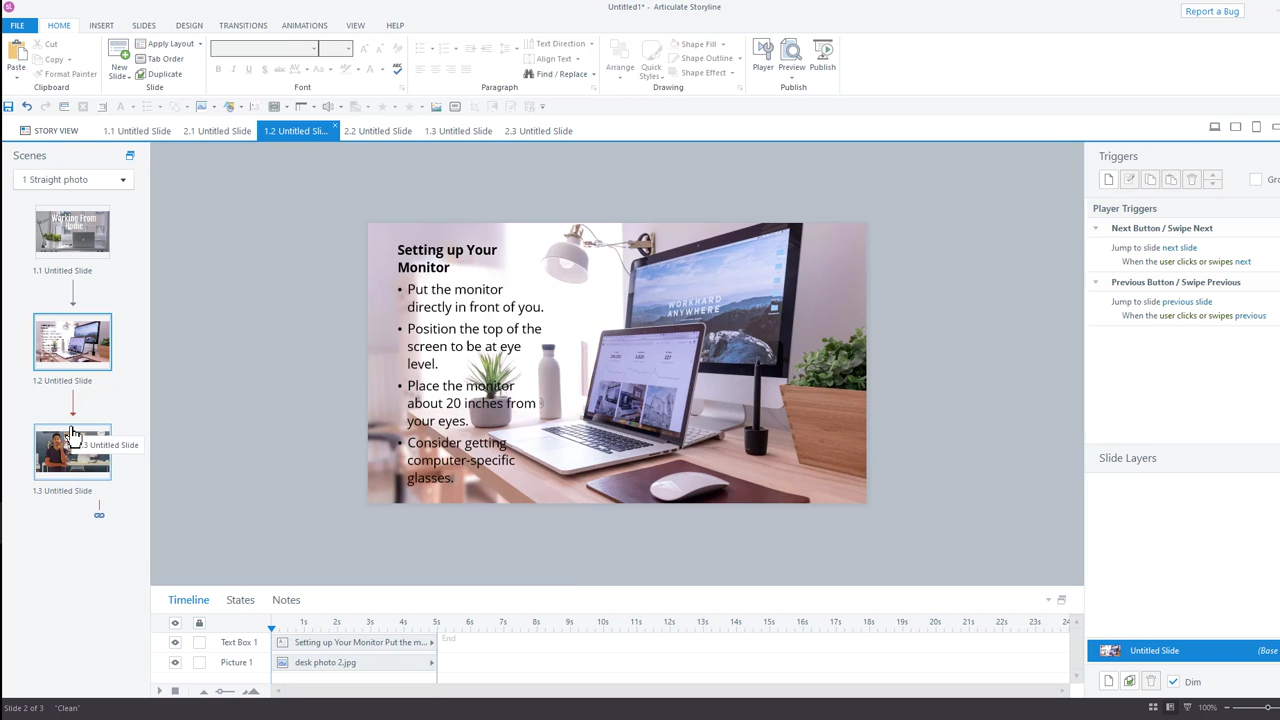 Untitled1* - Articulate Storyline
Report a Bug
FILE HOME INSERT SLIDES DESIGN TRANSITIONS ANIMATIONS VIEW HELP
Paste
Cut
Copy
Format Painter
Clipboard
New Slide
Apply Layout
Tab Order
Duplicate
Slide
B I U S abc AV Aa A
Font
Text Direction
Align Text
Find / Replace
Paragraph
Arrange
Quick Styles
Shape Fill
Shape Outline
Shape Effect
Drawing
Player
Preview
Publish
Publish
STORY VIEW 1.1 Untitled Slide 2.1 Untitled Slide 1.2 Untitled Sli... 2.2 Untitled Slide 1.3 Untitled Slide 2.3 Untitled Slide
Scenes
1 Straight photo
Working From
Home
1.1 Untitled Slide
1.2 Untitled Slide
3 Untitled Slide
1.3 Untitled Slide
Setting up Your
Monitor
• Put the monitor
directly in front of you.
• Position the top of the
screen to be at eye
level.
• Place the monitor
about 20 inches from
your eyes.
• Consider getting
computer-specific
glasses.
WORKHARD
ANYWHERE
Triggers
Gro
Player Triggers
Next Button / Swipe Next
Jump to slide next slide
When the user clicks or swipes next
Previous Button / Swipe Previous
Jump to slide previous slide
When the user clicks or swipes previous
Slide Layers
Untitled Slide (Base
Dim
Timeline States Notes
1s 2s 3s 4s 5s 6s 7s 8s 9s 10s 11s 12s 13s 14s 15s 16s 17s 18s 19s 20s 21s 22s 23s 24
Text Box 1 Setting up Your Monitor Put the m... End
Picture 1 desk photo 2.jpg
Slide 2 of 3 "Clean" 100%